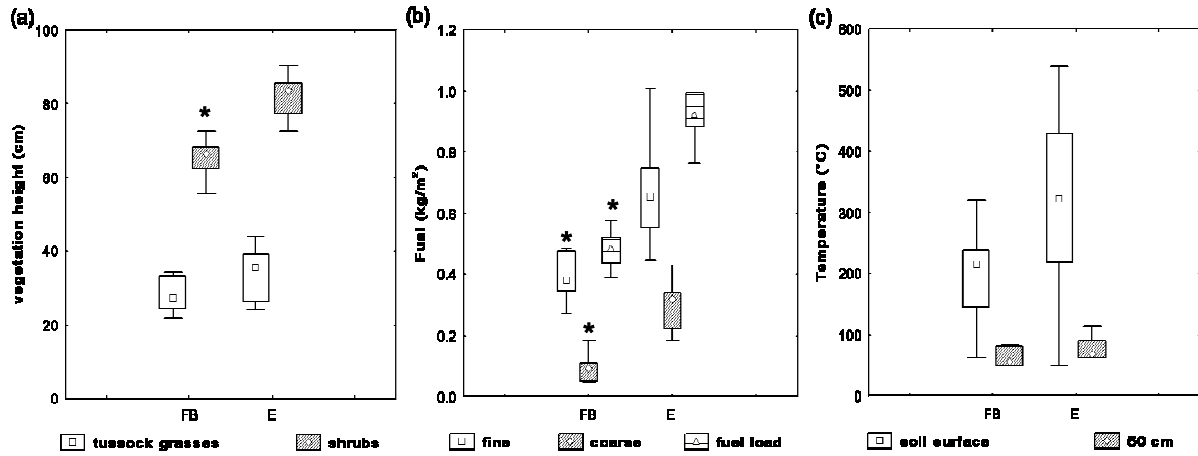 (a)
vegetation height (cm)
100
80
60
40
20
0
*
FB
E
tussock grasses
shrubs
(b)
Fuel (kg/m²)
1.2
1.0
0.8
0.6
0.4
0.2
0.0
*
*
*
FB
E
fine
coarse
fuel load
(c)
Temperature (°C)
600
500
400
300
200
100
0
FB
E
soil surface
50 cm